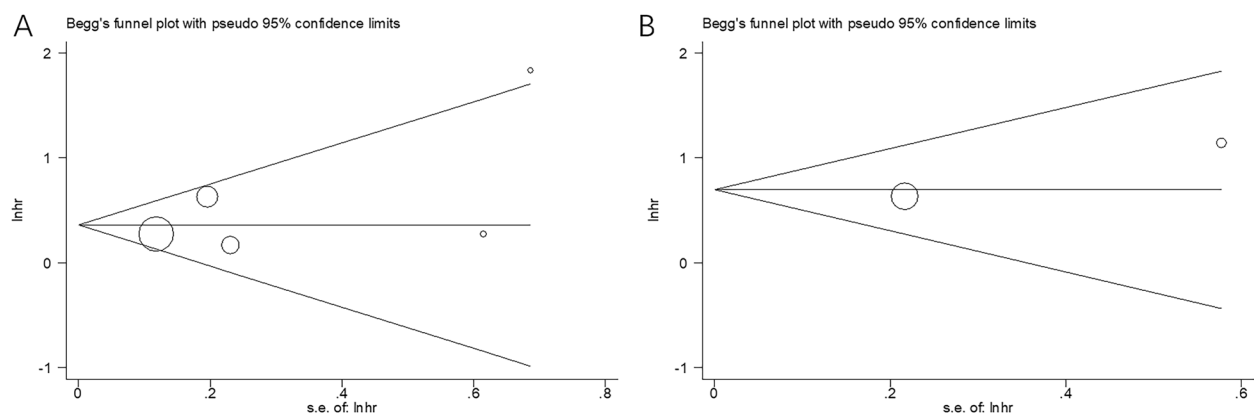 A
Begg's funnel plot with pseudo 95% confidence limits
2
1
0
-1
lnhr
0
.2
.4
.6
.8
s.e. of: lnhr
B
Begg's funnel plot with pseudo 95% confidence limits
2
1
0
-1
lnhr
0
.2
.4
.6
s.e. of: lnhr